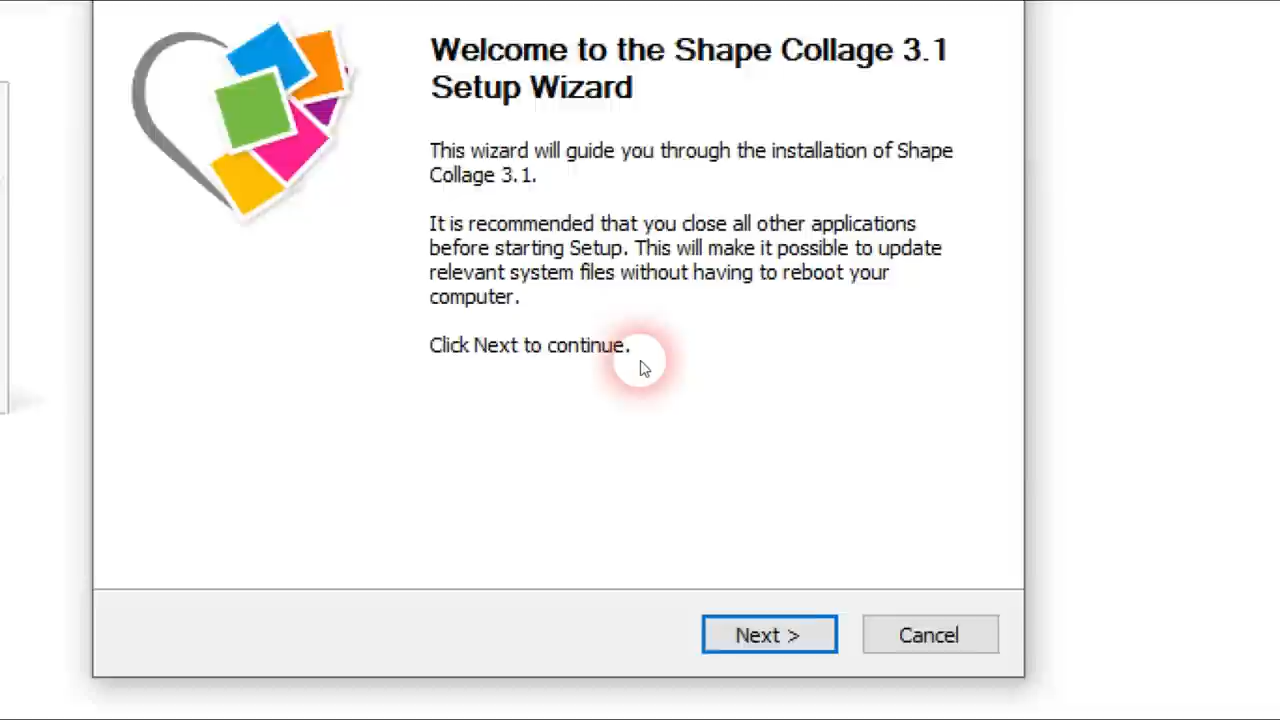 Welcome to the Shape Collage 3.1
Setup Wizard
This wizard will guide you through the installation of Shape
Collage 3.1.
It is recommended that you close all other applications
before starting Setup. This will make it possible to update
relevant system files without having to reboot your
computer.
Click Next to continue.
Next >
Cancel